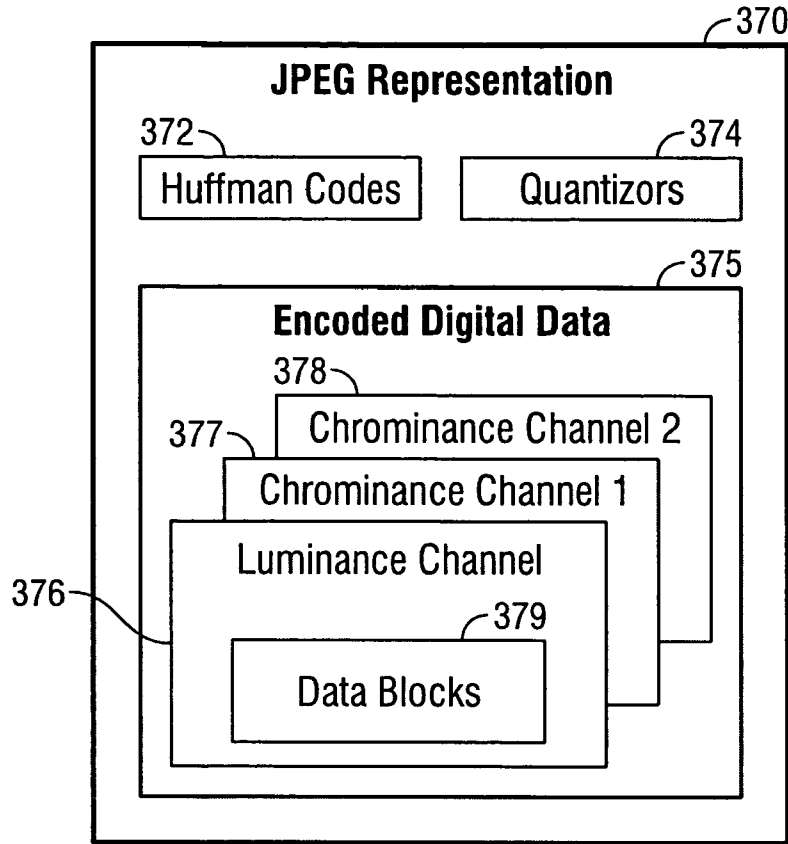 370
JPEG Representation
372
374
Huffman Codes
Quantizors
375
Encoded Digital Data
378
Chrominance Channel 2
377
Chrominance Channel 1
Luminance Channel
376
379
Data Blocks